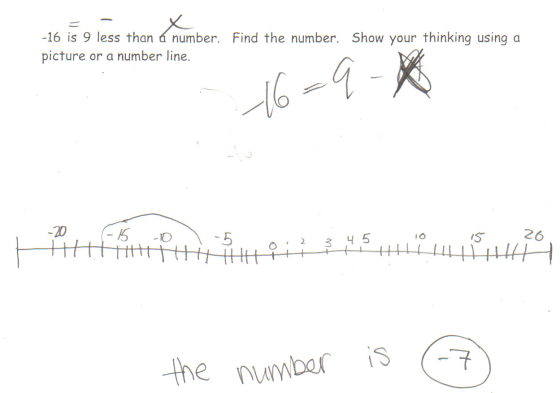 = - x
-16 is 9 less than a number. Find the number. Show your thinking using a
picture or a number line.
-16 = 9 -
-20 -15 -10 -5 0 1 2 3 4 5 10 15 20
the number is -7